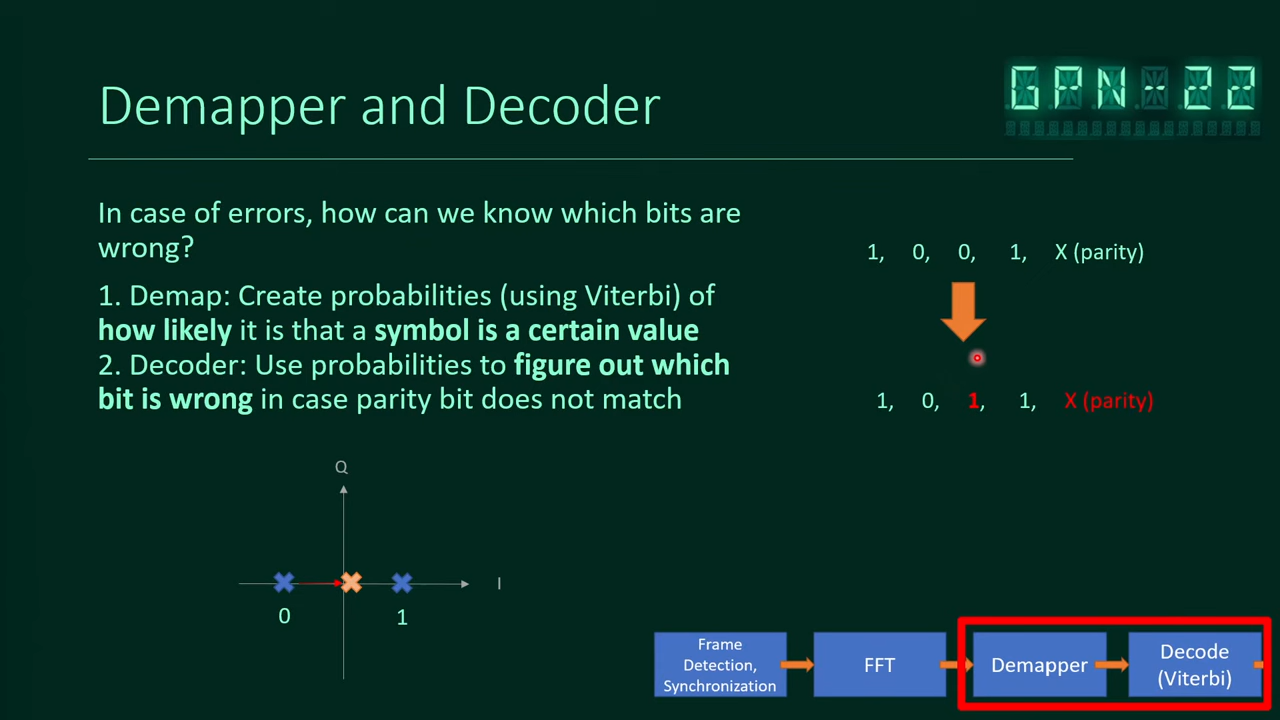 GPN-22
Demapper and Decoder
In case of errors, how can we know which bits are
wrong?
1. Demap: Create probabilities (using Viterbi) of
how likely it is that a symbol is a certain value
2. Decoder: Use probabilities to figure out which
bit is wrong in case parity bit does not match
1, 0, 0, 1, X (parity)
1, 0, 1, 1, X (parity)
Q
I
0 1
Frame
Detection,
Synchronization
FFT
Demapper
Decode
(Viterbi)